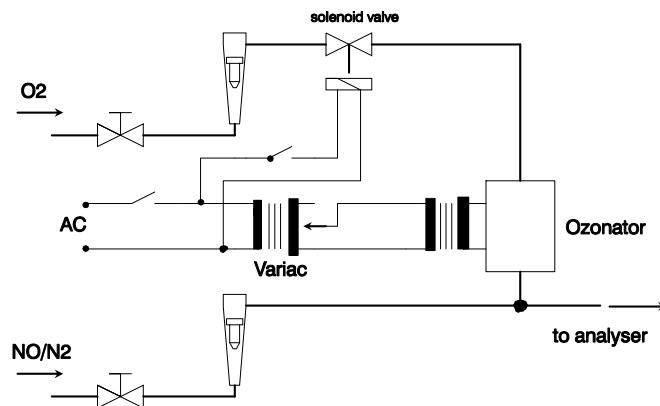 solenoid valve
O2
AC
Variac
Ozonator
NO/N2
to analyser